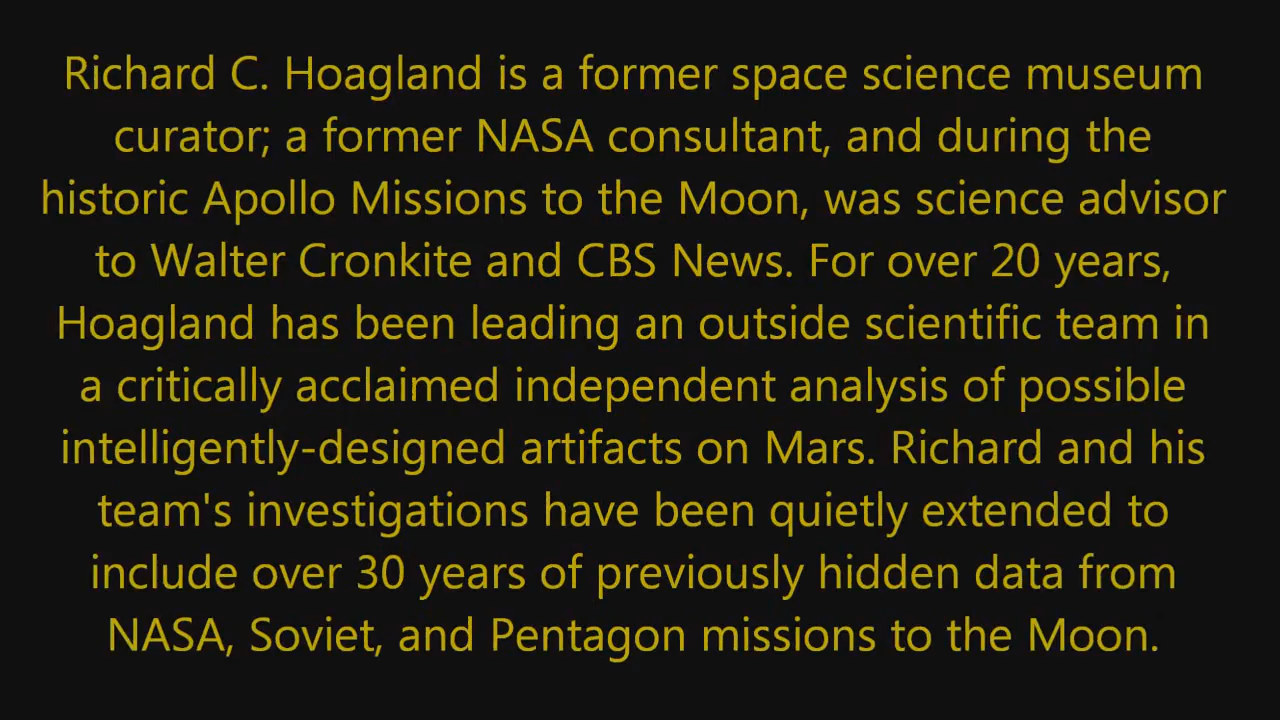 Richard C. Hoagland is a former space science museum
curator; a former NASA consultant, and during the
historic Apollo Missions to the Moon, was science advisor
to Walter Cronkite and CBS News. For over 20 years,
Hoagland has been leading an outside scientific team in
a critically acclaimed independent analysis of possible
intelligently-designed artifacts on Mars. Richard and his
team's investigations have been quietly extended to
include over 30 years of previously hidden data from
NASA, Soviet, and Pentagon missions to the Moon.